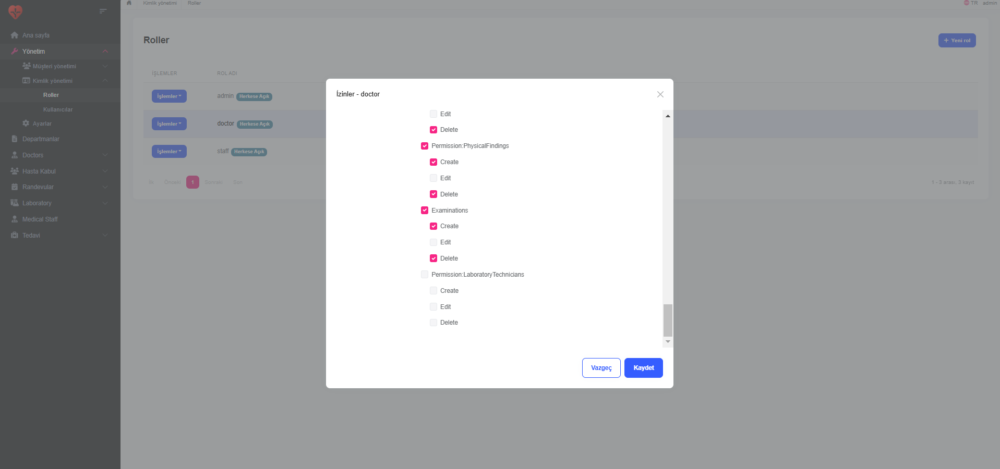 Kimlik yönetimi
Roller
TR
admin
Ana sayfa
Yönetim
Müşteri yönetimi
Kimlik yönetimi
Roller
Kullanıcılar
Ayarlar
Departmanlar
Doctors
Hasta Kabul
Randevular
Laboratory
Medical Staff
Tedavi
Roller
+ Yeni rol
İŞLEMLER
ROL ADI
İşlemler
admin Herkese Açık
İşlemler
doctor Herkese Açık
İşlemler
staff Herkese Açık
İlk
Önceki
1
Sonraki
Son
1 - 3 arası, 3 kayıt
İzinler - doctor
Edit
Delete
Permission:PhysicalFindings
Create
Edit
Delete
Examinations
Create
Edit
Delete
Permission:LaboratoryTechnicians
Create
Edit
Delete
Vazgeç
Kaydet